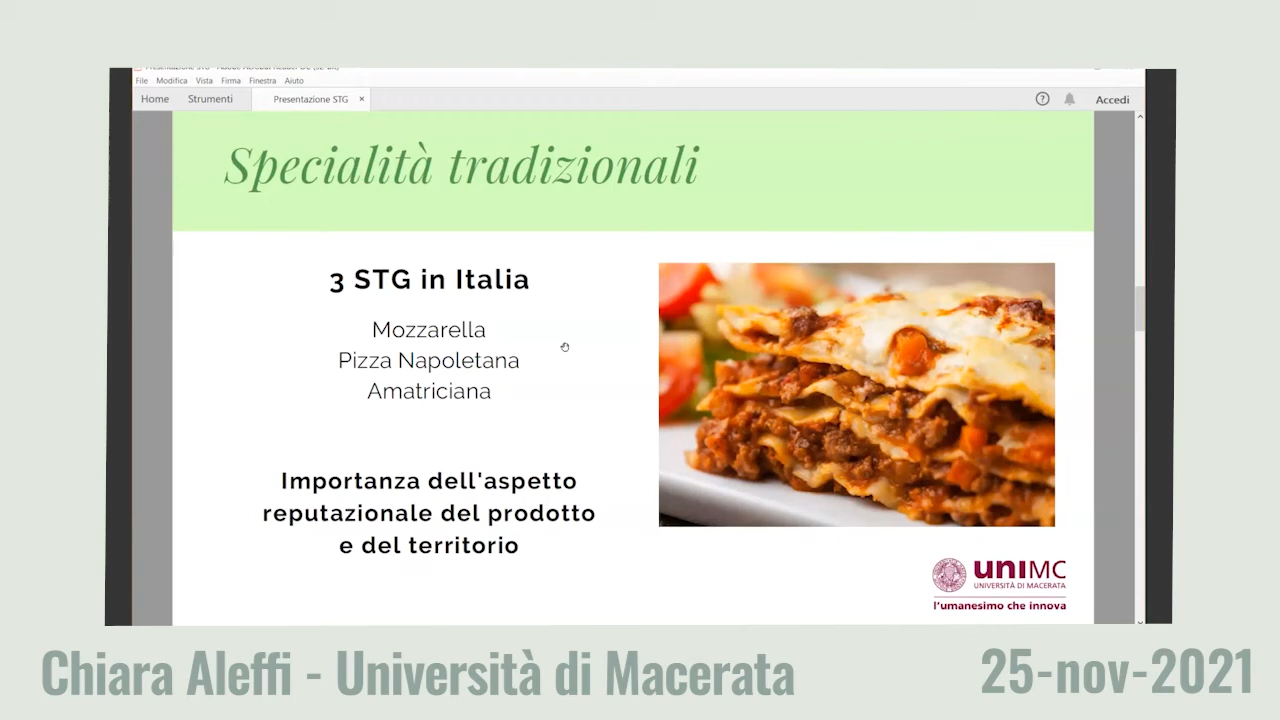 File Modifica Vista Firma Finestra Aiuto
Home Strumenti Presentazione STG × Accedi
Specialità tradizionali
3 STG in Italia
Mozzarella
Pizza Napoletana
Amatriciana
Importanza dell'aspetto
reputazionale del prodotto
e del territorio
uniMC
UNIVERSITÀ DI MACERATA
l'umanesimo che innova
Chiara Aleffi - Università di Macerata
25-nov-2021